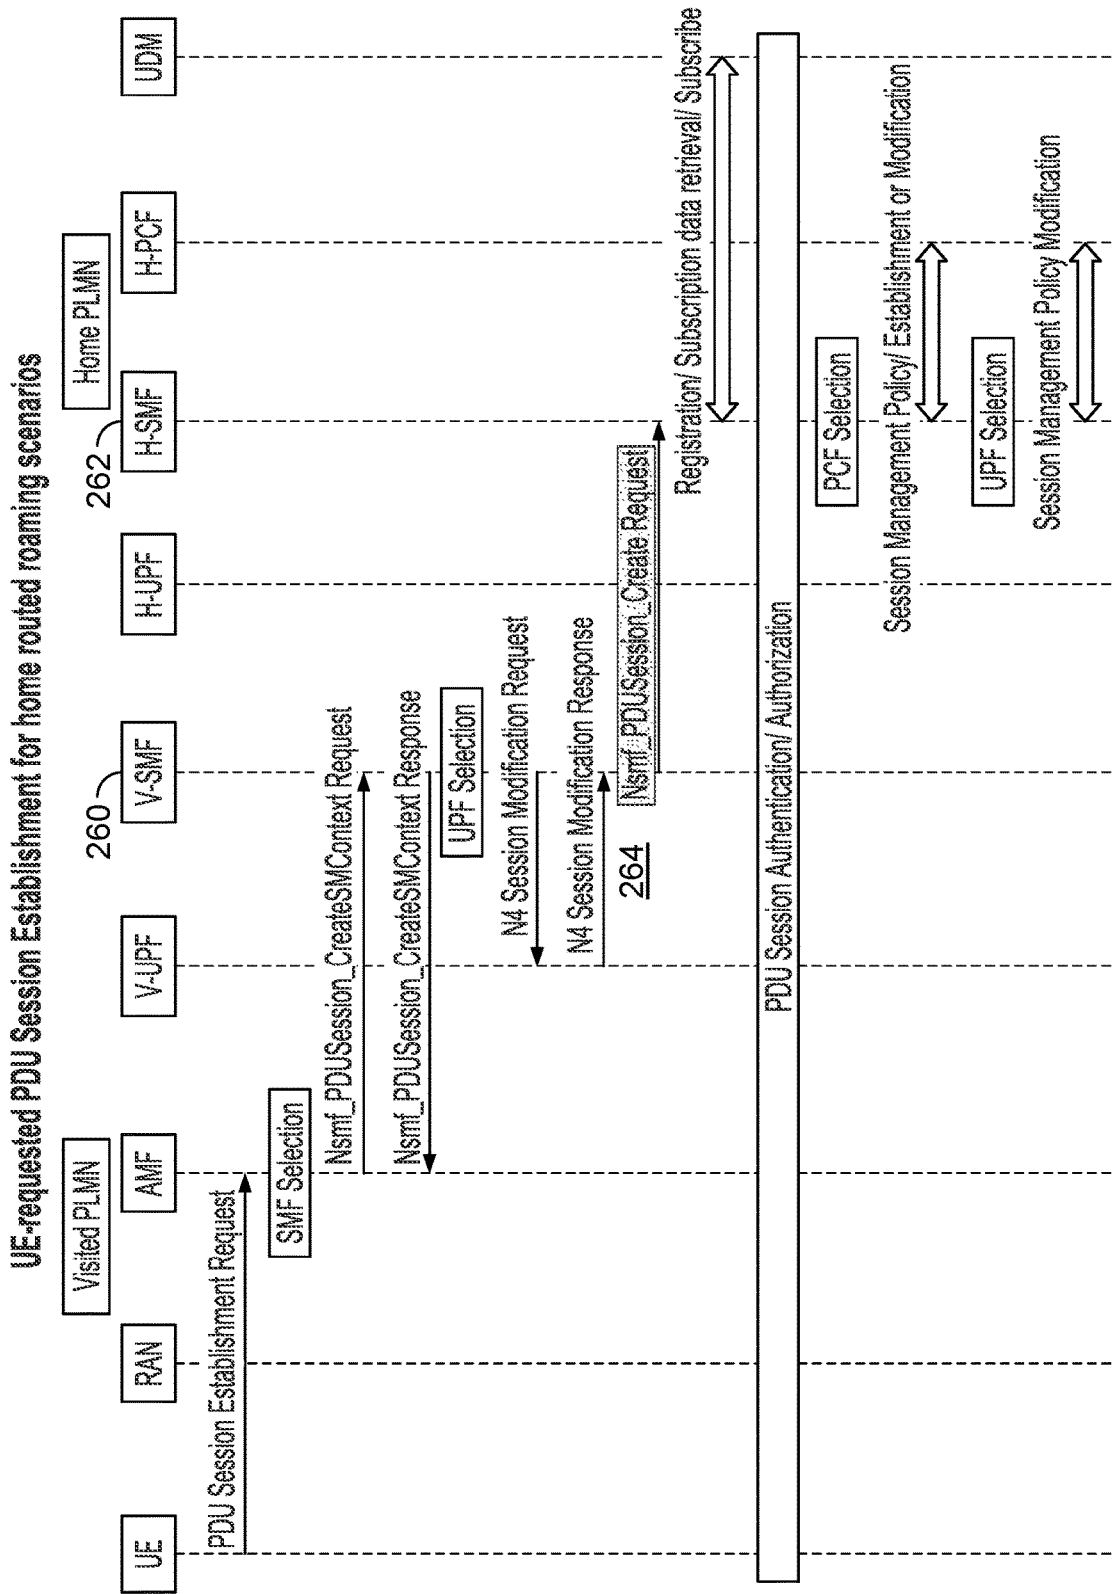 UE-requested PDU Session Establishment for home routed roaming scenarios
Visited PLMN
Home PLMN
260
262
UE
RAN
AMF
V-UPF
V-SMF
H-UPF
H-SMF
H-PCF
UDM
PDU Session Establishment Request
SMF Selection
Nsmf_PDUSession_CreateSMContext Request
Nsmf_PDUSession_CreateSMContext Response
UPF Selection
N4 Session Modification Request
N4 Session Modification Response
264
Nsmf_PDUSession_Create Request
Registration/ Subscription data retrieval/ Subscribe
PDU Session Authentication/ Authorization
PCF Selection
Session Management Policy/ Establishment or Modification
UPF Selection
Session Management Policy Modification